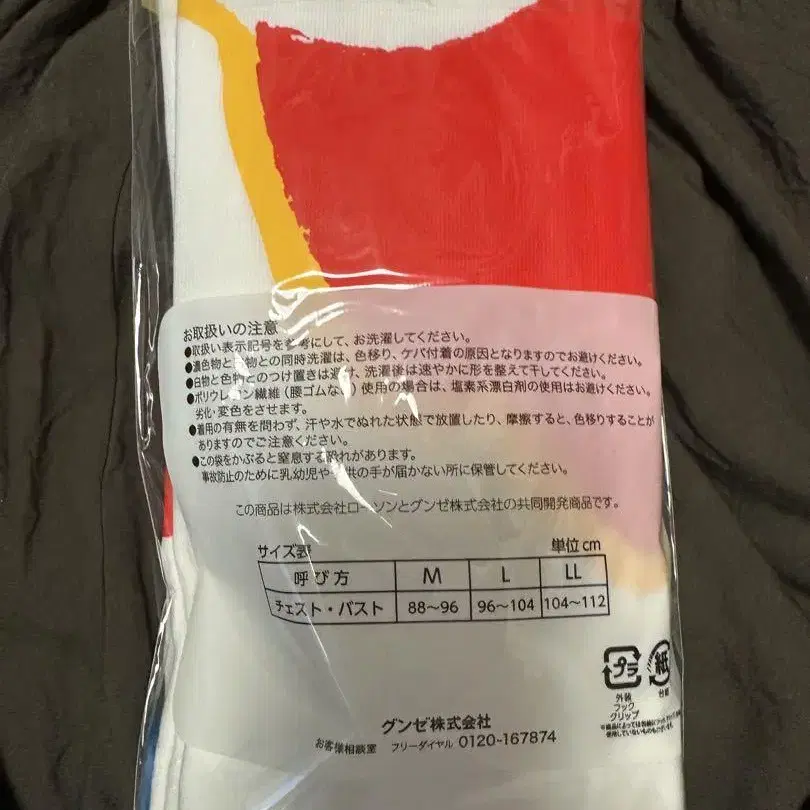 お取扱いの注意
●取扱い表示記号を参考にして、お洗濯してください。
●濃色物と白物との同時洗濯は、色移り、ケバ付着の原因となりますのでお避けください。
●白物と色物とのつけ置きは避け、洗濯後は速やかに形を整えて干してください。
●ポリウレタン繊維（腰ゴムなど）使用の場合は、塩素系漂白剤の使用はお避けください。
劣化・変色をさせます。
●着用の有無を問わず、汗や水でぬれた状態で放置したり、摩擦すると、色移りすることが
ありますのでご注意ください。
●この袋をかぶると窒息する恐れがあります。
事故防止のために乳幼児や子供の手が届かない所に保管してください。
この商品は株式会社ローソンとグンゼ株式会社の共同開発商品です。
サイズ表 単位cm
呼び方 M L LL
チェスト・バスト 88～96 96～104 104～112
プラ 紙
外装 台紙
フック
グリップ
グンゼ株式会社
お客様相談室 フリーダイヤル 0120-167874